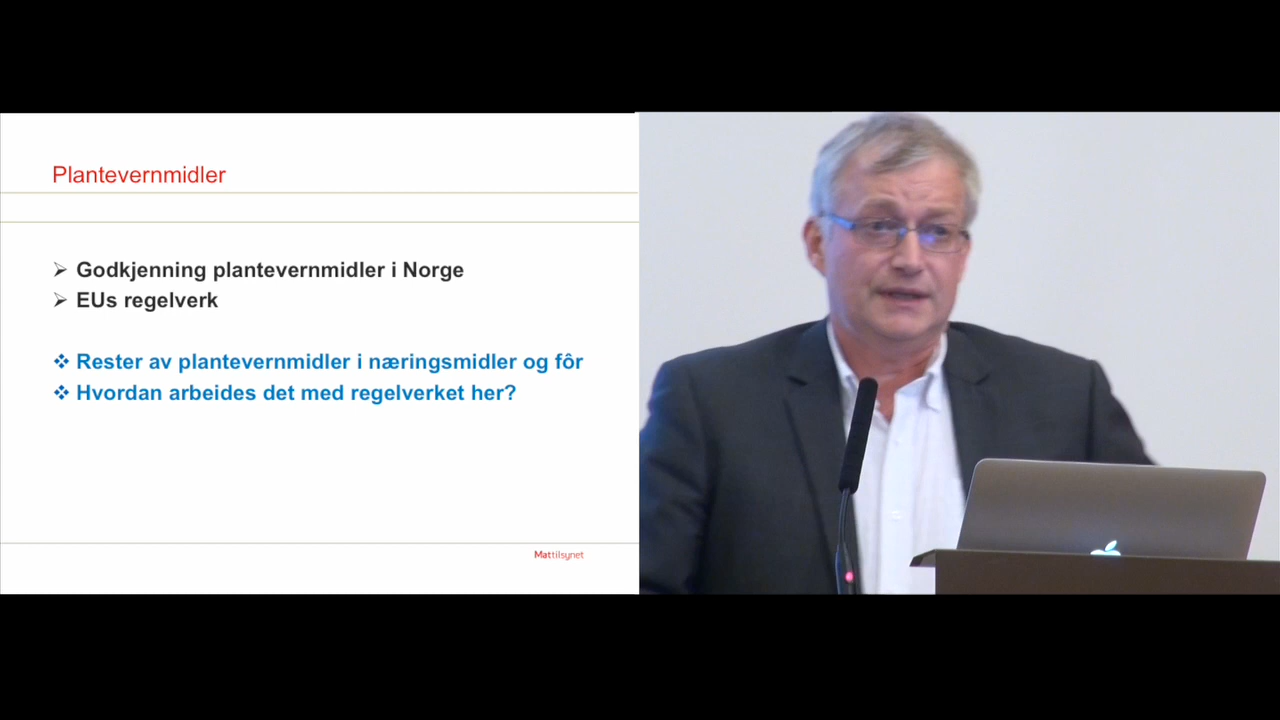 Plantevernmidler
Godkjenning plantevernmidler i Norge
EUs regelverk
Rester av plantevernmidler i næringsmidler og fôr
Hvordan arbeides det med regelverket her?
Mattilsynet